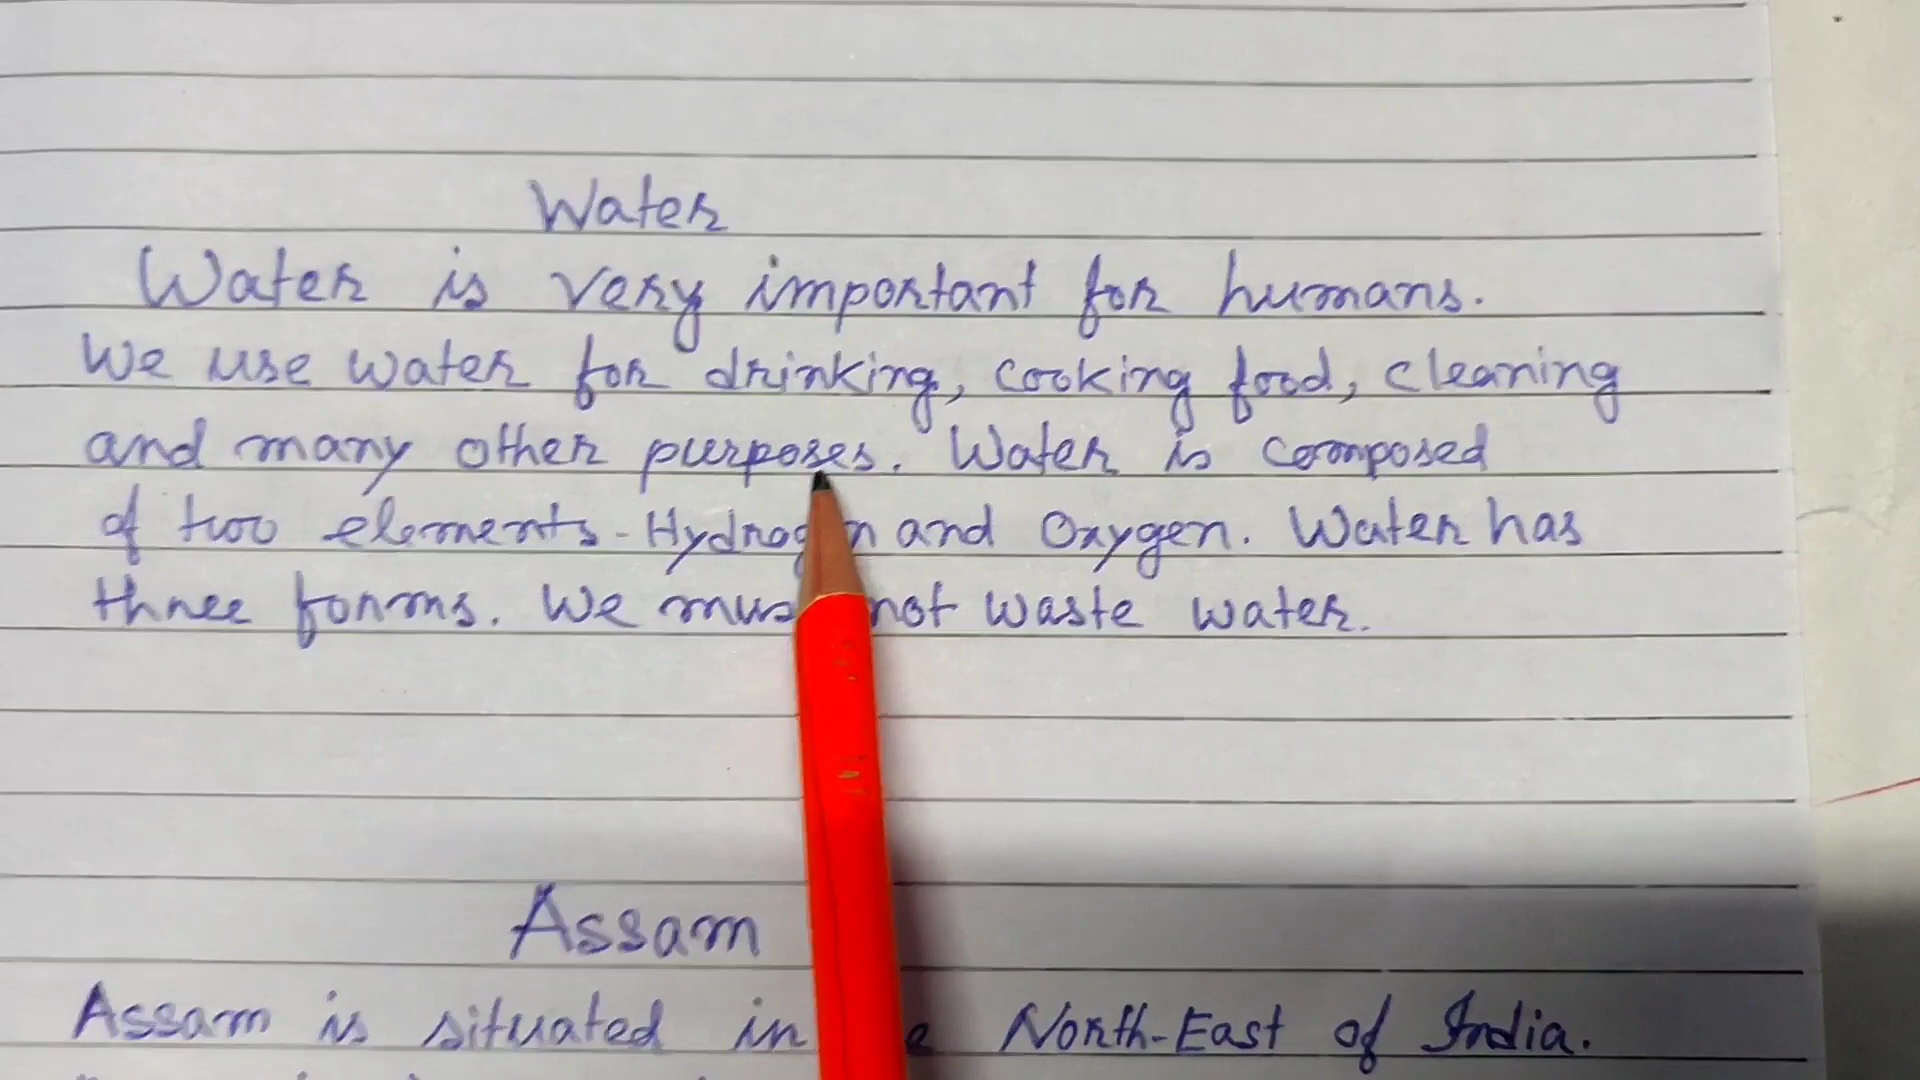 Water
Water is very important for humans.
We use water for drinking, cooking food, cleaning
and many other purposes. Water is composed
of two elements-Hydrogen and Oxygen. Water has
three forms. We must not waste water.
Assam
Assam is situated in North-East of India.